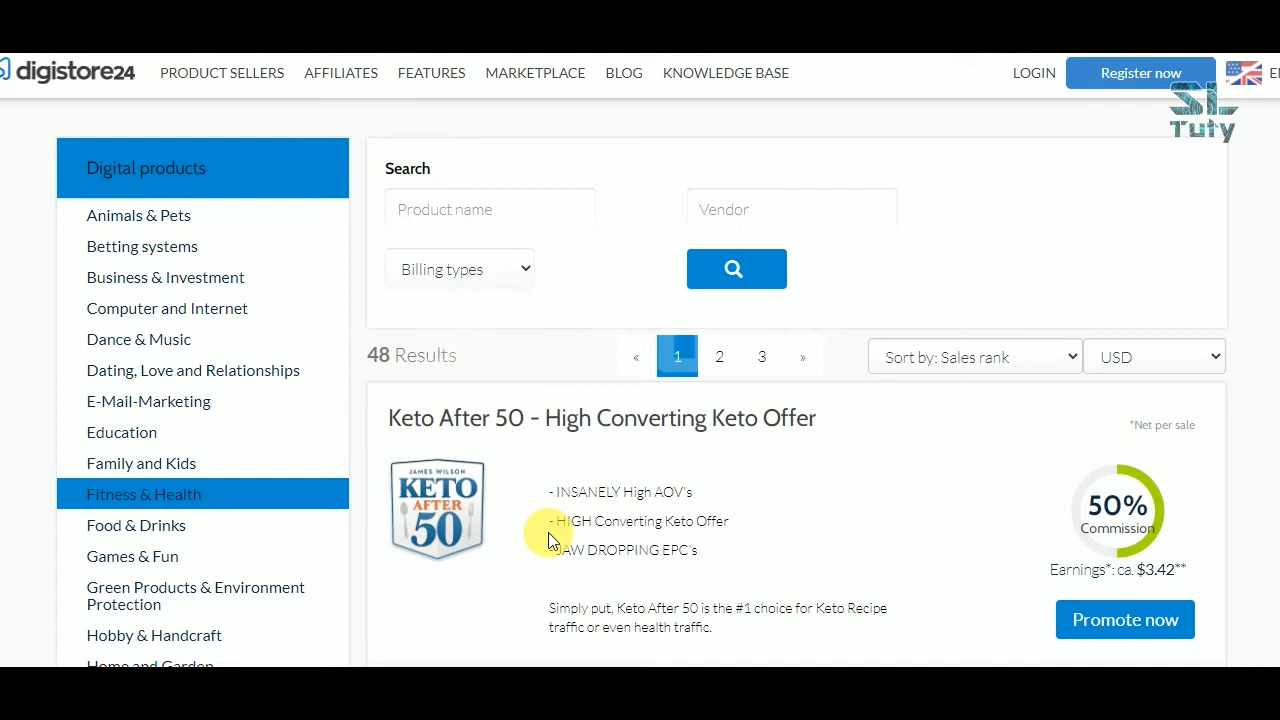 digistore24 PRODUCT SELLERS AFFILIATES FEATURES MARKETPLACE BLOG KNOWLEDGE BASE LOGIN Register now
SL
Tuty
Digital products
Animals & Pets
Betting systems
Business & Investment
Computer and Internet
Dance & Music
Dating, Love and Relationships
E-Mail-Marketing
Education
Family and Kids
Fitness & Health
Food & Drinks
Games & Fun
Green Products & Environment
Protection
Hobby & Handcraft
Home and Garden
Search
Product name Vendor
Billing types
48 Results « 1 2 3 » Sort by: Sales rank USD
Keto After 50 - High Converting Keto Offer
*Net per sale
JAMES WILSON
KETO
AFTER
50
- INSANELY High AOV's
- HIGH Converting Keto Offer
- JAW DROPPING EPC's
Simply put, Keto After 50 is the #1 choice for Keto Recipe
traffic or even health traffic.
50%
Commission
Earnings*: ca. $3.42**
Promote now